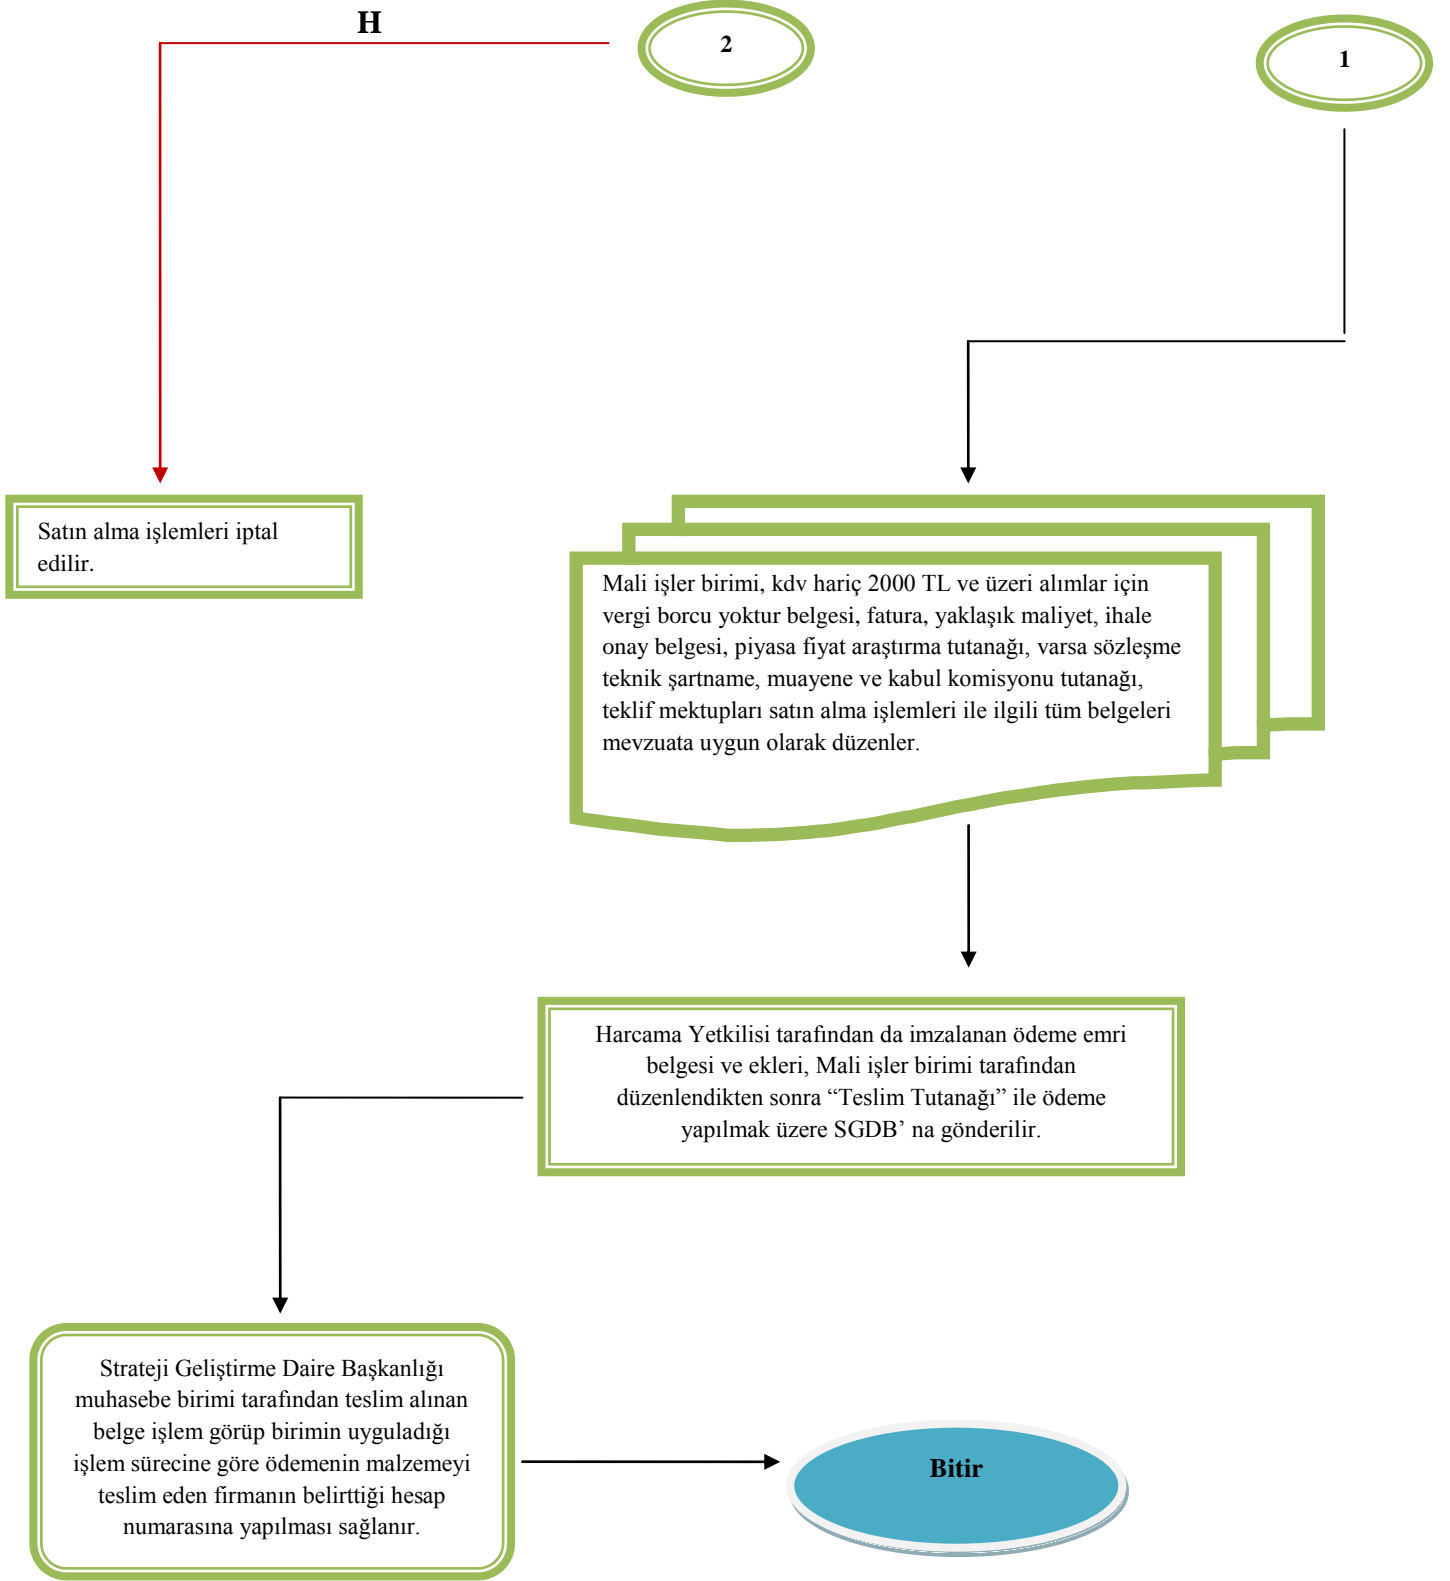 H
2
1
Satın alma işlemleri iptal
edilir.
Mali işler birimi, kdv hariç 2000 TL ve üzeri alımlar için
vergi borcu yoktur belgesi, fatura, yaklaşık maliyet, ihale
onay belgesi, piyasa fiyat araştırma tutanağı, varsa sözleşme
teknik şartname, muayene ve kabul komisyonu tutanağı,
teklif mektupları satın alma işlemleri ile ilgili tüm belgeleri
mevzuata uygun olarak düzenler.
Harcama Yetkilisi tarafından da imzalanan ödeme emri
belgesi ve ekleri, Mali işler birimi tarafından
düzenlendikten sonra “Teslim Tutanağı” ile ödeme
yapılmak üzere SGDB’ na gönderilir.
Strateji Geliştirme Daire Başkanlığı
muhasebe birimi tarafından teslim alınan
belge işlem görüp birimin uyguladığı
işlem sürecine göre ödemenin malzemeyi
teslim eden firmanın belirttiği hesap
numarasına yapılması sağlanır.
Bitir